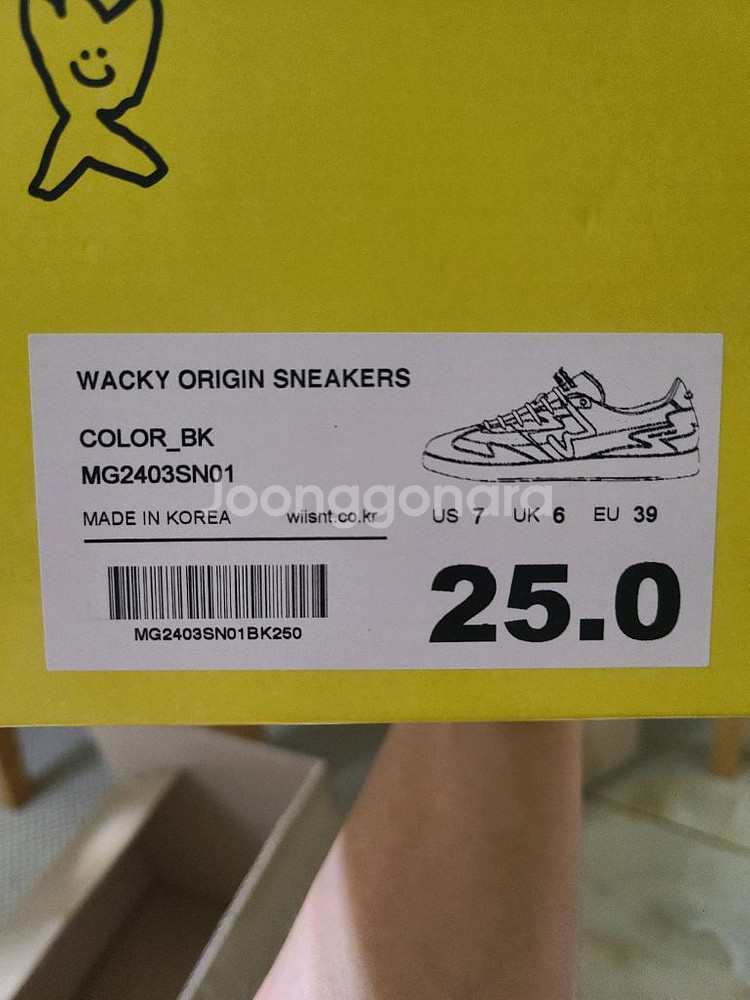 WACKY ORIGIN SNEAKERS
COLOR_BK
MG2403SN01
MADE IN KOREA wiisnt.co.kr
Joonggonara
US 7 UK 6 EU 39
25.0
MG2403SN01BK250